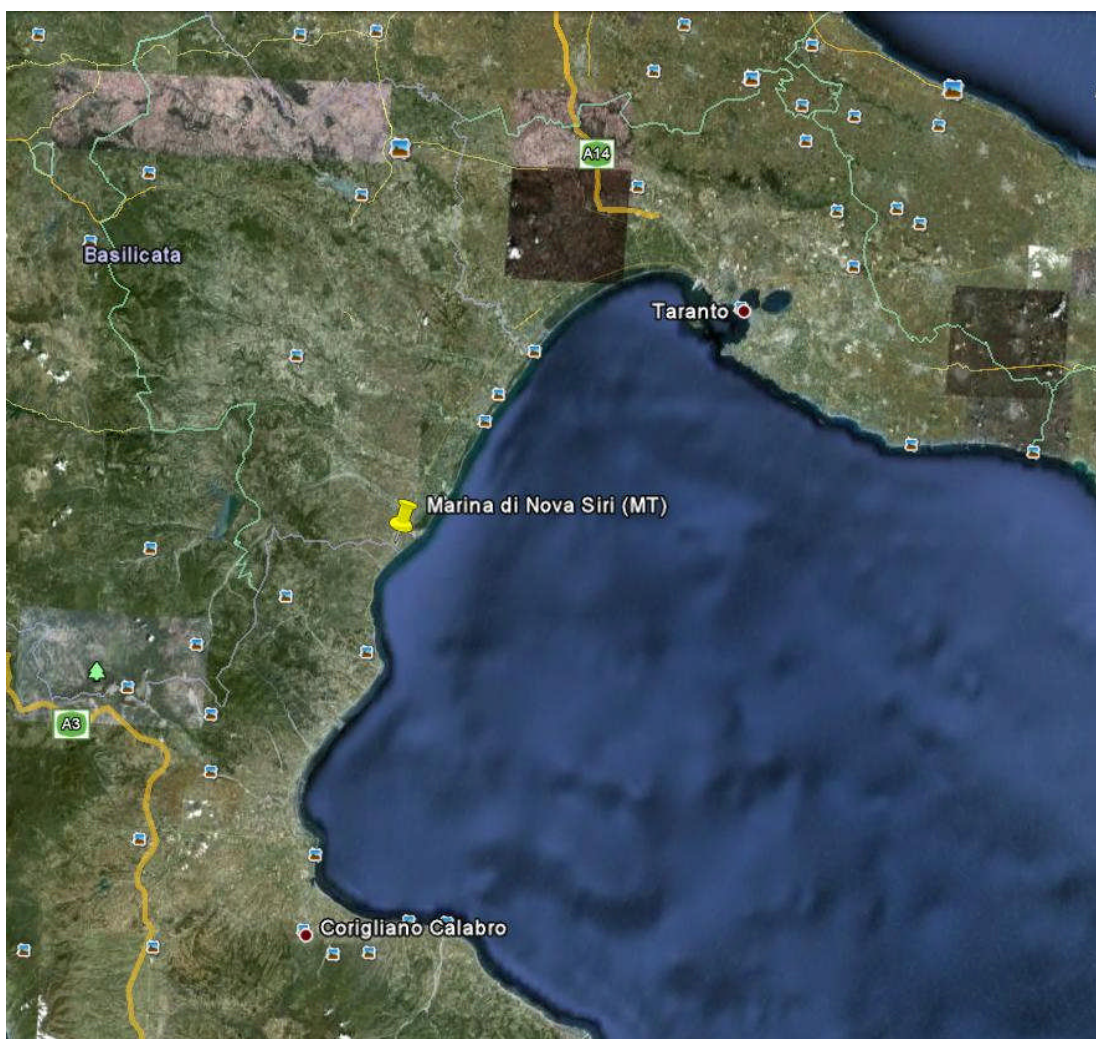 A14
Basilicata
Taranto
Marina di Nova Siri (MT)
A3
Corigliano Calabro